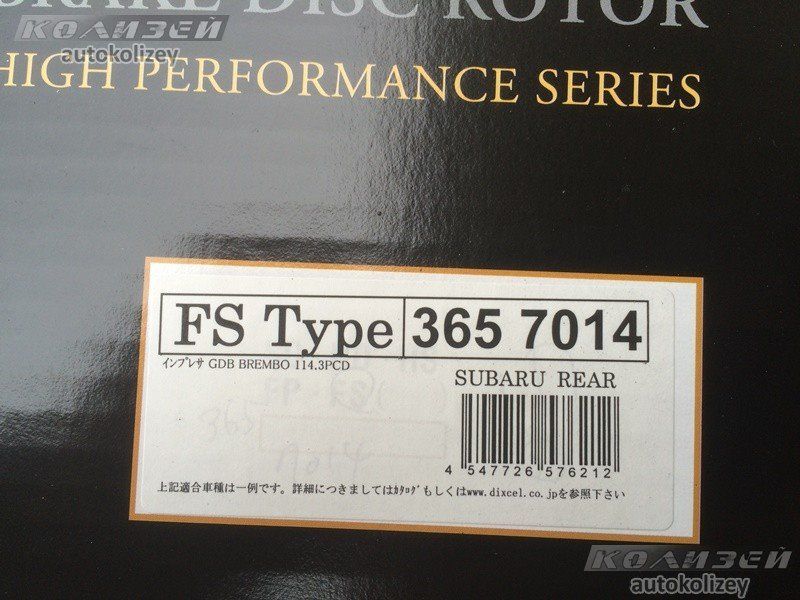 BRAKE DISC ROTOR
КОЛИЗЕЙ
autokolizey
HIGH PERFORMANCE SERIES
FS Type 365 7014
ｲﾝﾌﾟﾚｻ GDB BREMBO 114.3PCD
SUBARU REAR
4 547726 576212
上記適合車種は一例です。詳細につきましてはｶﾀﾛｸﾞもしくはwww.dixcel.co.jpを参照下さい
КОЛИЗЕЙ
autokolizey